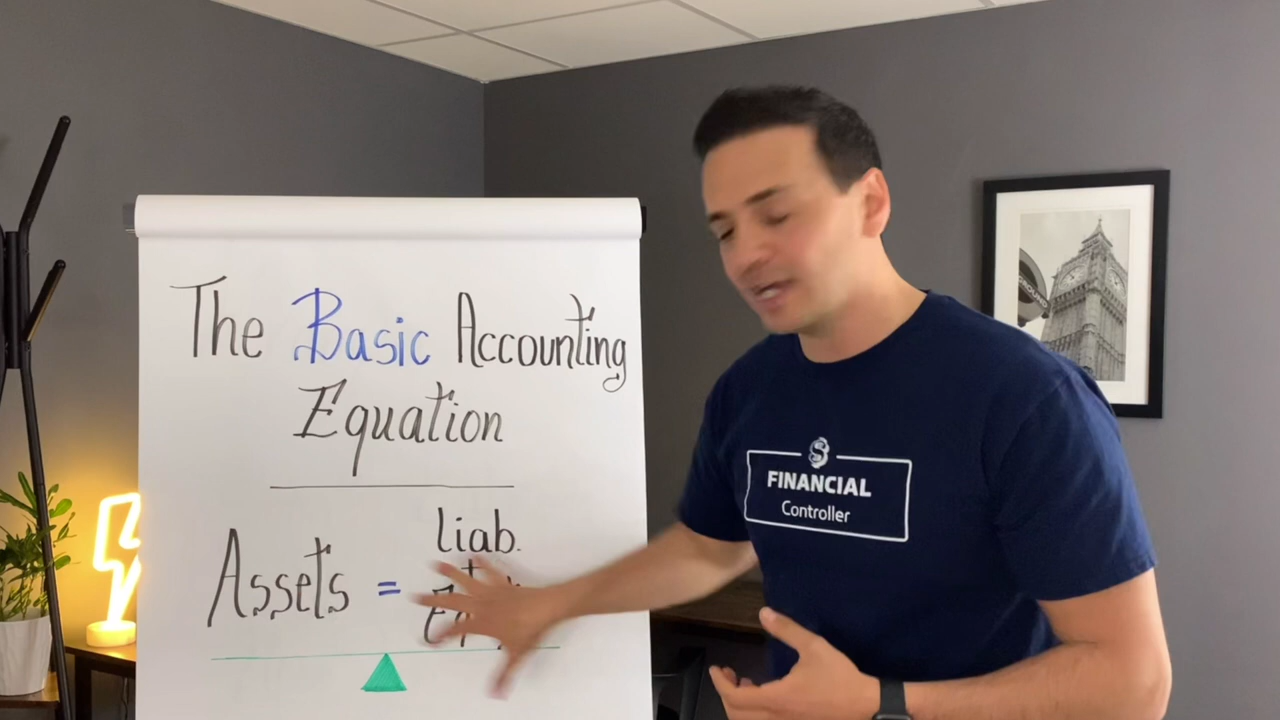 The Basic Accounting
Equation
Assets = Liab.
+
FINANCIAL
Controller